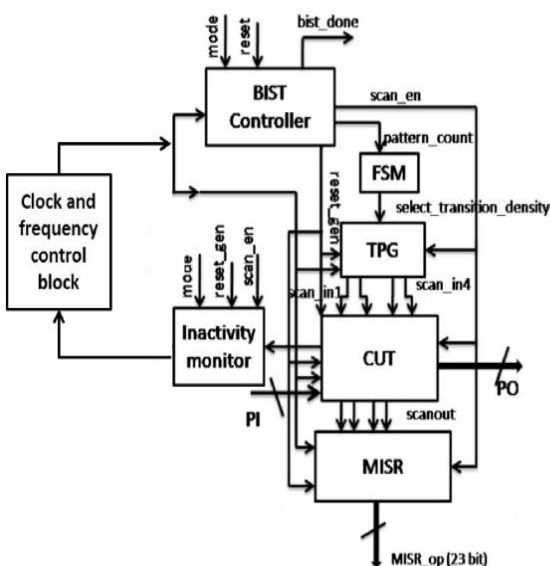 bist_done
mode
reset
BIST
Controller
scan_en
pattern_count
FSM
reset_gen
select_transition_density
Clock and
frequency
control
block
TPG
mode
reset_gen
scan_en
scan_in1
scan_in4
Inactivity
monitor
CUT
PO
PI
scanout
MISR
MISR_op (23 bit)